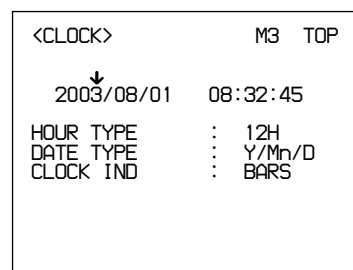 <CLOCK> M3 TOP
2003/08/01 08:32:45
HOUR TYPE : 12H
DATE TYPE : Y/Mn/D
CLOCK IND : BARS